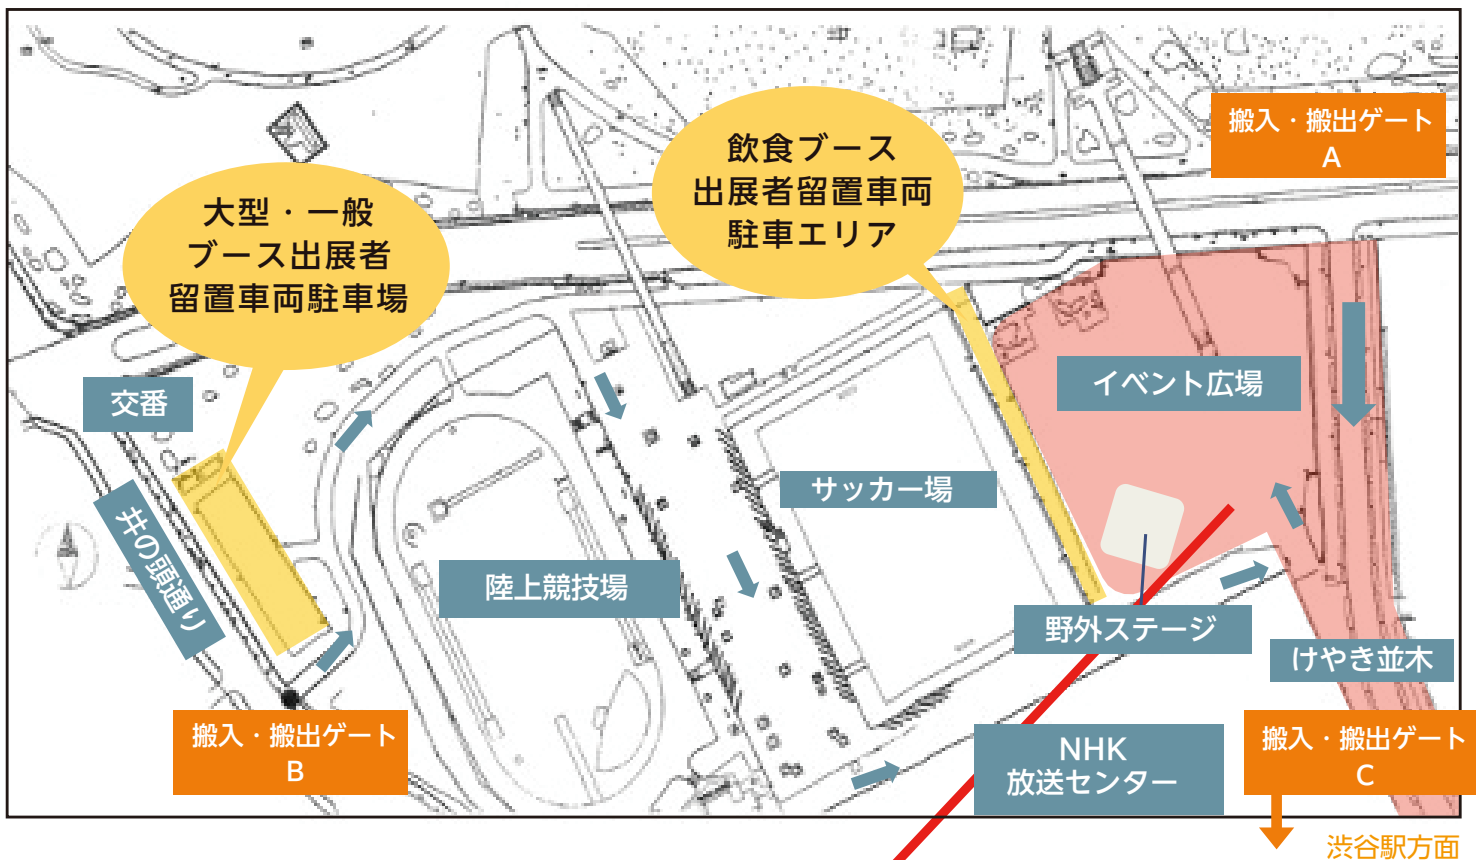 搬入・搬出ゲート
A
飲食ブース
出展者留置車両
駐車エリア
大型・一般
ブース出展者
留置車両駐車場
交番
イベント広場
サッカー場
井の頭通り
陸上競技場
野外ステージ
けやき並木
搬入・搬出ゲート
B
NHK
放送センター
搬入・搬出ゲート
C
渋谷駅方面